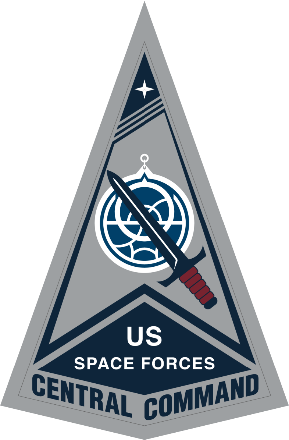 US
SPACE FORCES
CENTRAL COMMAND